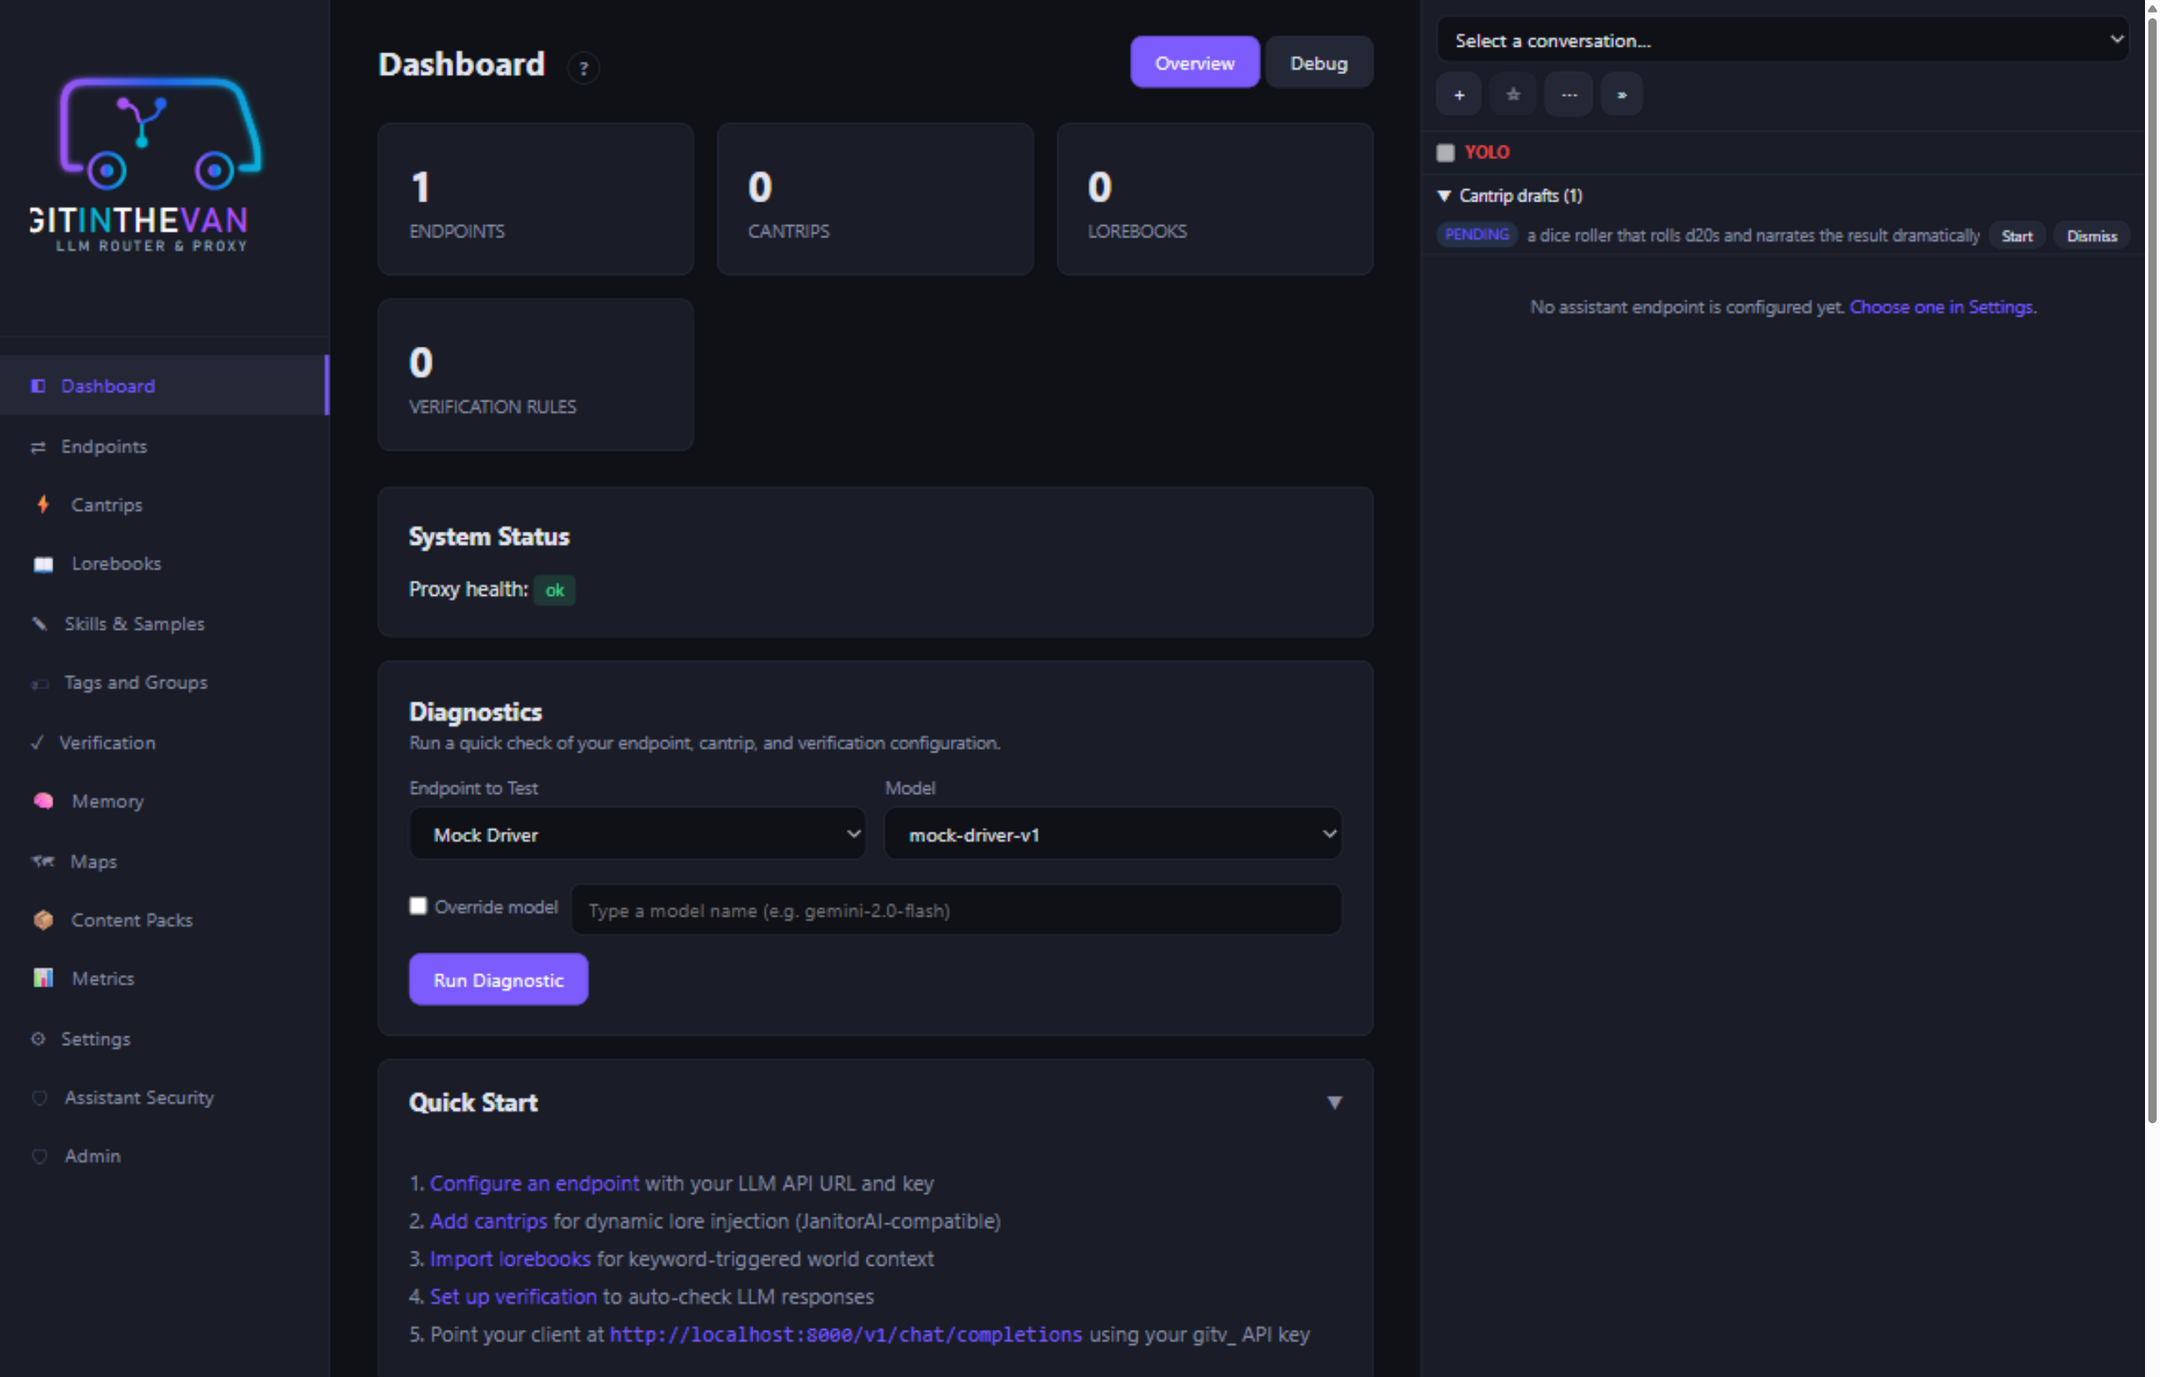 GITINTHEVAN
LLM ROUTER & PROXY
Dashboard
Endpoints
Cantrips
Lorebooks
Skills & Samples
Tags and Groups
Verification
Memory
Maps
Content Packs
Metrics
Settings
Assistant Security
Admin
Dashboard ?
Overview Debug
1
ENDPOINTS
0
CANTRIPS
0
LOREBOOKS
0
VERIFICATION RULES
System Status
Proxy health: ok
Diagnostics
Run a quick check of your endpoint, cantrip, and verification configuration.
Endpoint to Test Model
Mock Driver mock-driver-v1
Override model Type a model name (e.g. gemini-2.0-flash)
Run Diagnostic
Quick Start
1. Configure an endpoint with your LLM API URL and key
2. Add cantrips for dynamic lore injection (JanitorAI-compatible)
3. Import lorebooks for keyword-triggered world context
4. Set up verification to auto-check LLM responses
5. Point your client at http://localhost:8000/v1/chat/completions using your gitv_ API key
Select a conversation...
+ ☆ ... »
YOLO
▼ Cantrip drafts (1)
PENDING a dice roller that rolls d20s and narrates the result dramatically Start Dismiss
No assistant endpoint is configured yet. Choose one in Settings.